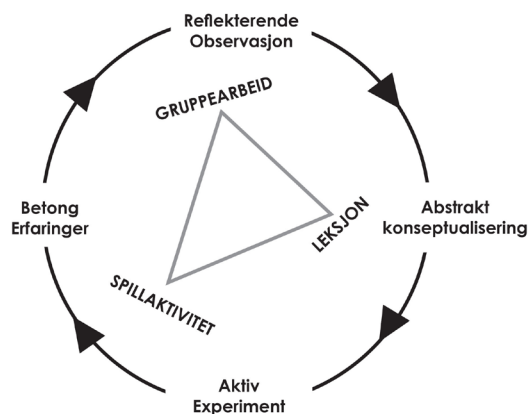 Reflekterende
Observasjon
GRUPPEARBEID
Betong
Erfaringer
LEKSJON
Abstrakt
konseptualisering
SPILLAKTIVITET
Aktiv
Experiment